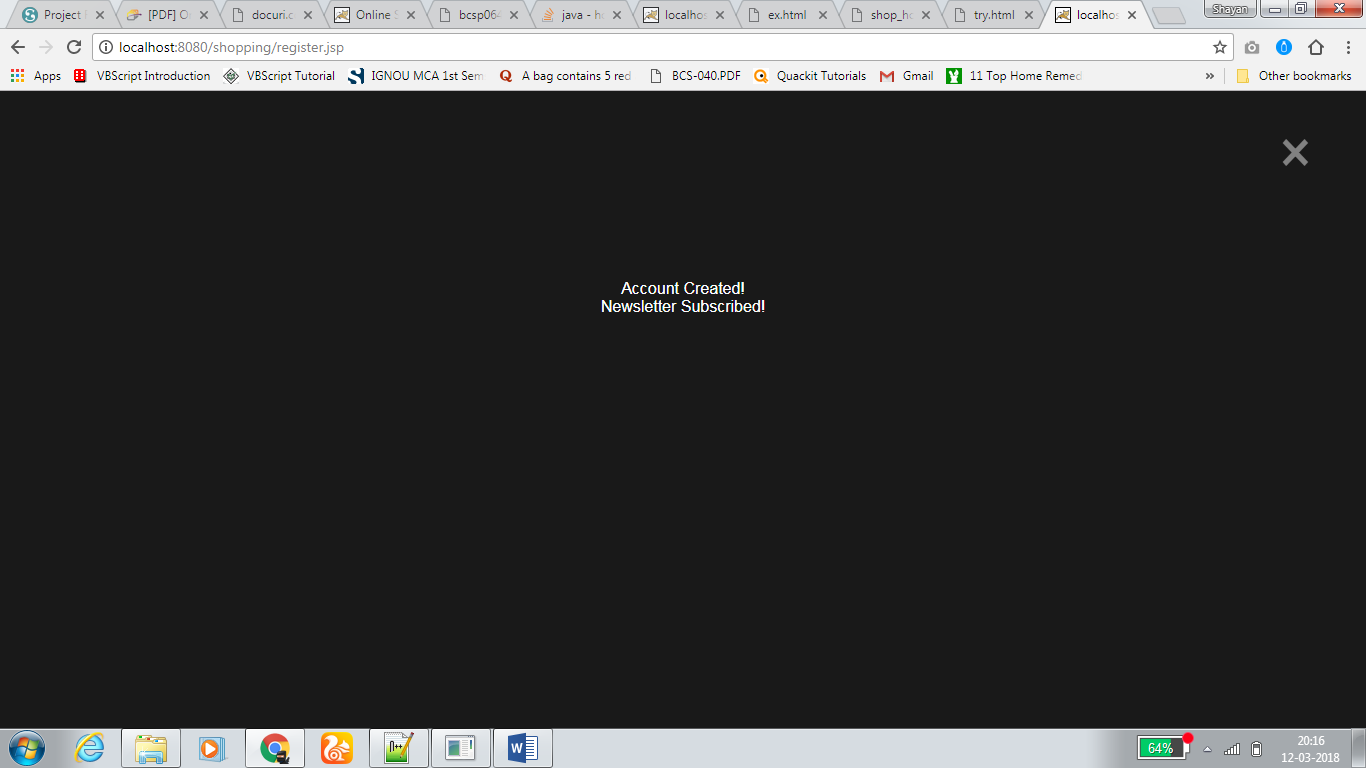 Project
[PDF] O
docuri.c
Online S
bcsp064
java - ho
localhos
ex.html
shop_ho
try.html
localhos
Shayan
localhost:8080/shopping/register.jsp
Apps
VBScript Introduction
VBScript Tutorial
IGNOU MCA 1st Sem
A bag contains 5 red
BCS-040.PDF
Quackit Tutorials
Gmail
11 Top Home Remed
»
Other bookmarks
Account Created!
Newsletter Subscribed!
64%
20:16
12-03-2018